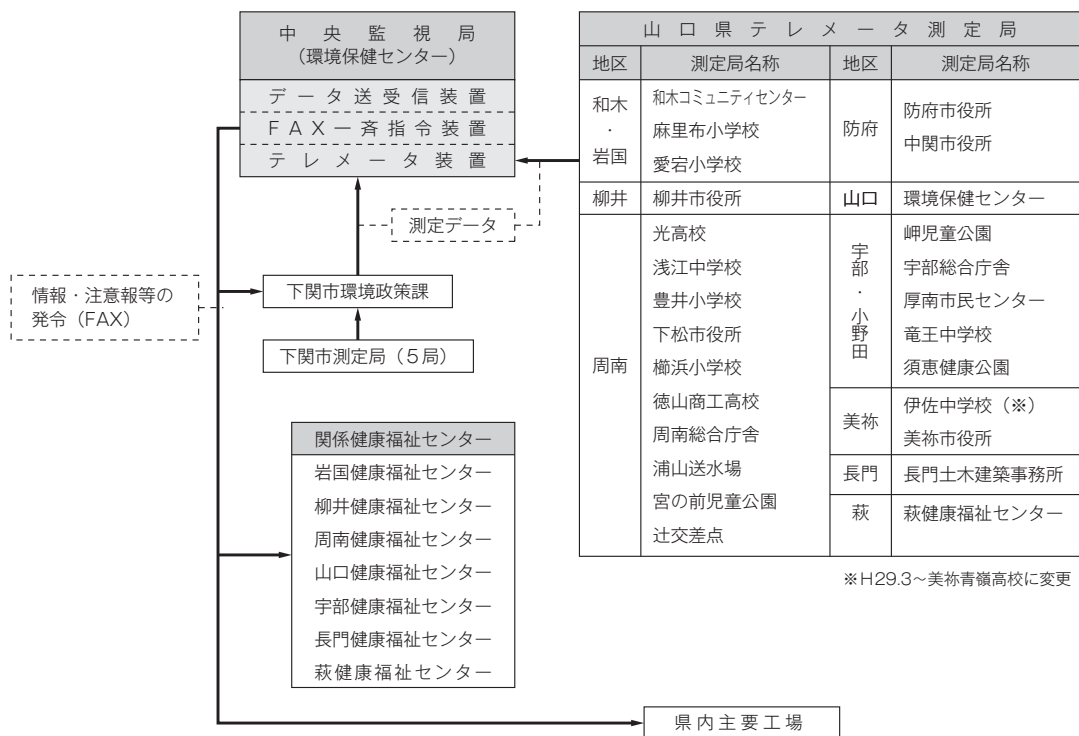 中央監視局
（環境保健センター）
データ送受信装置
FAX一斉指令装置
テレメータ装置
測定データ
情報・注意報等の
発令（FAX）
下関市環境政策課
下関市測定局（5局）
関係健康福祉センター
岩国健康福祉センター
柳井健康福祉センター
周南健康福祉センター
山口健康福祉センター
宇部健康福祉センター
長門健康福祉センター
萩健康福祉センター
県内主要工場
山口県テレメータ測定局
地区 測定局名称 地区 測定局名称
和木・岩国
和木コミュニティセンター
麻里布小学校
愛宕小学校
柳井 柳井市役所
周南
光高校
浅江中学校
豊井小学校
下松市役所
櫛浜小学校
徳山商工高校
周南総合庁舎
浦山送水場
宮の前児童公園
辻交差点
防府
防府市役所
中関市役所
山口 環境保健センター
宇部・小野田
岬児童公園
宇部総合庁舎
厚南市民センター
竜王中学校
須恵健康公園
美祢
伊佐中学校（※）
美祢市役所
長門 長門土木建築事務所
萩 萩健康福祉センター
※H29.3～美祢青嶺高校に変更